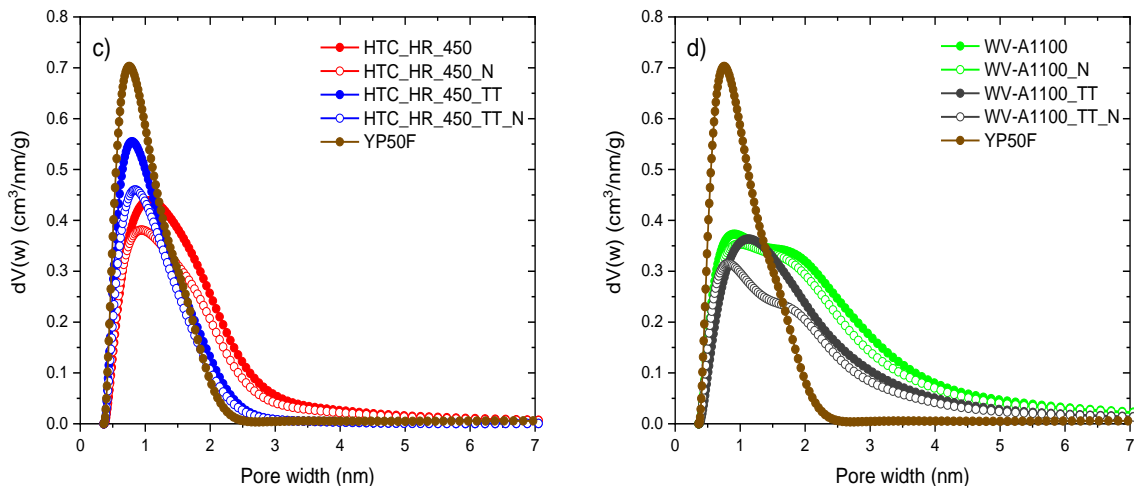 c)
HTC_HR_450
HTC_HR_450_N
HTC_HR_450_TT
HTC_HR_450_TT_N
YP50F
0.8
0.7
0.6
0.5
0.4
0.3
0.2
0.1
0.0
dV(w) (cm³/nm/g)
0 1 2 3 4 5 6 7
Pore width (nm)
d)
WV-A1100
WV-A1100_N
WV-A1100_TT
WV-A1100_TT_N
YP50F
0.8
0.7
0.6
0.5
0.4
0.3
0.2
0.1
0.0
dV(w) (cm³/nm/g)
0 1 2 3 4 5 6 7
Pore width (nm)